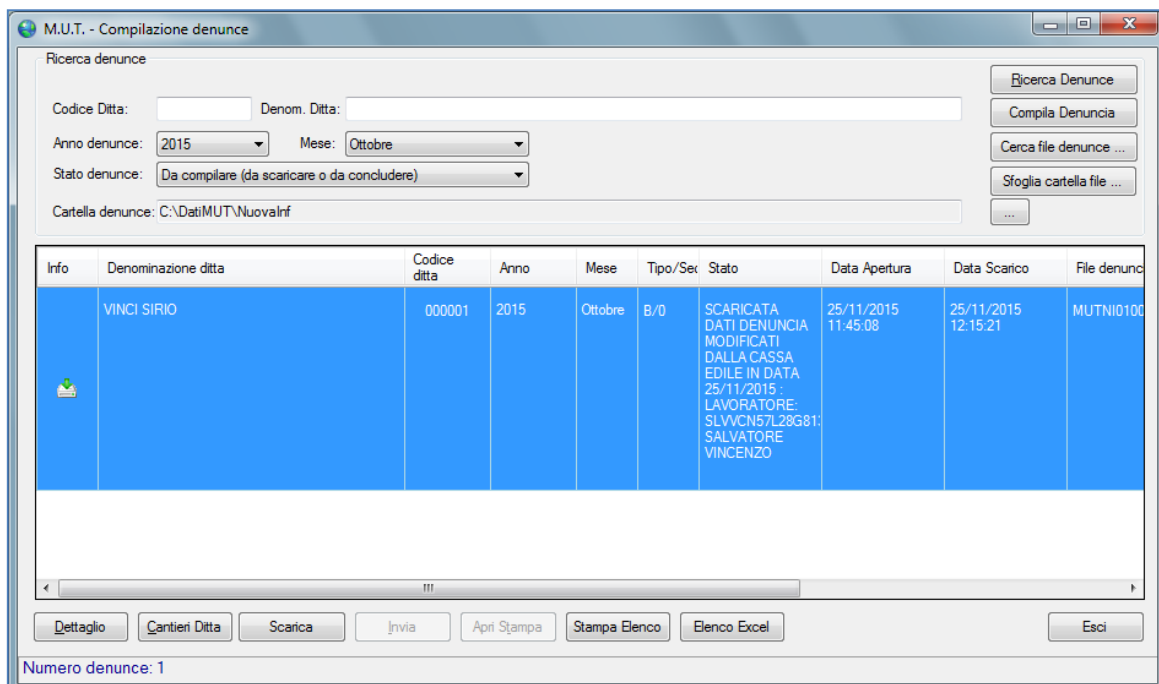 M.U.T. - Compilazione denunce
Ricerca denunce
Ricerca Denunce
Codice Ditta:
Denom. Ditta:
Compila Denuncia
Anno denunce: 2015
Mese: Ottobre
Cerca file denunce ...
Stato denunce: Da compilare (da scaricare o da concludere)
Sfoglia cartella file ...
Cartella denunce: C:\DatiMUT\NuovaInf
...
Info
Denominazione ditta
Codice
ditta
Anno
Mese
Tipo/Sec
Stato
Data Apertura
Data Scarico
File denunc
VINCI SIRIO
000001
2015
Ottobre
B/0
SCARICATA
DATI DENUNCIA
MODIFICATI
DALLA CASSA
EDILE IN DATA
25/11/2015 :
LAVORATORE:
SLVVCN57L28G81
SALVATORE
VINCENZO
25/11/2015
11:45:08
25/11/2015
12:15:21
MUTNI0100
Dettaglio
Cantieri Ditta
Scarica
Invia
Apri Stampa
Stampa Elenco
Elenco Excel
Esci
Numero denunce: 1